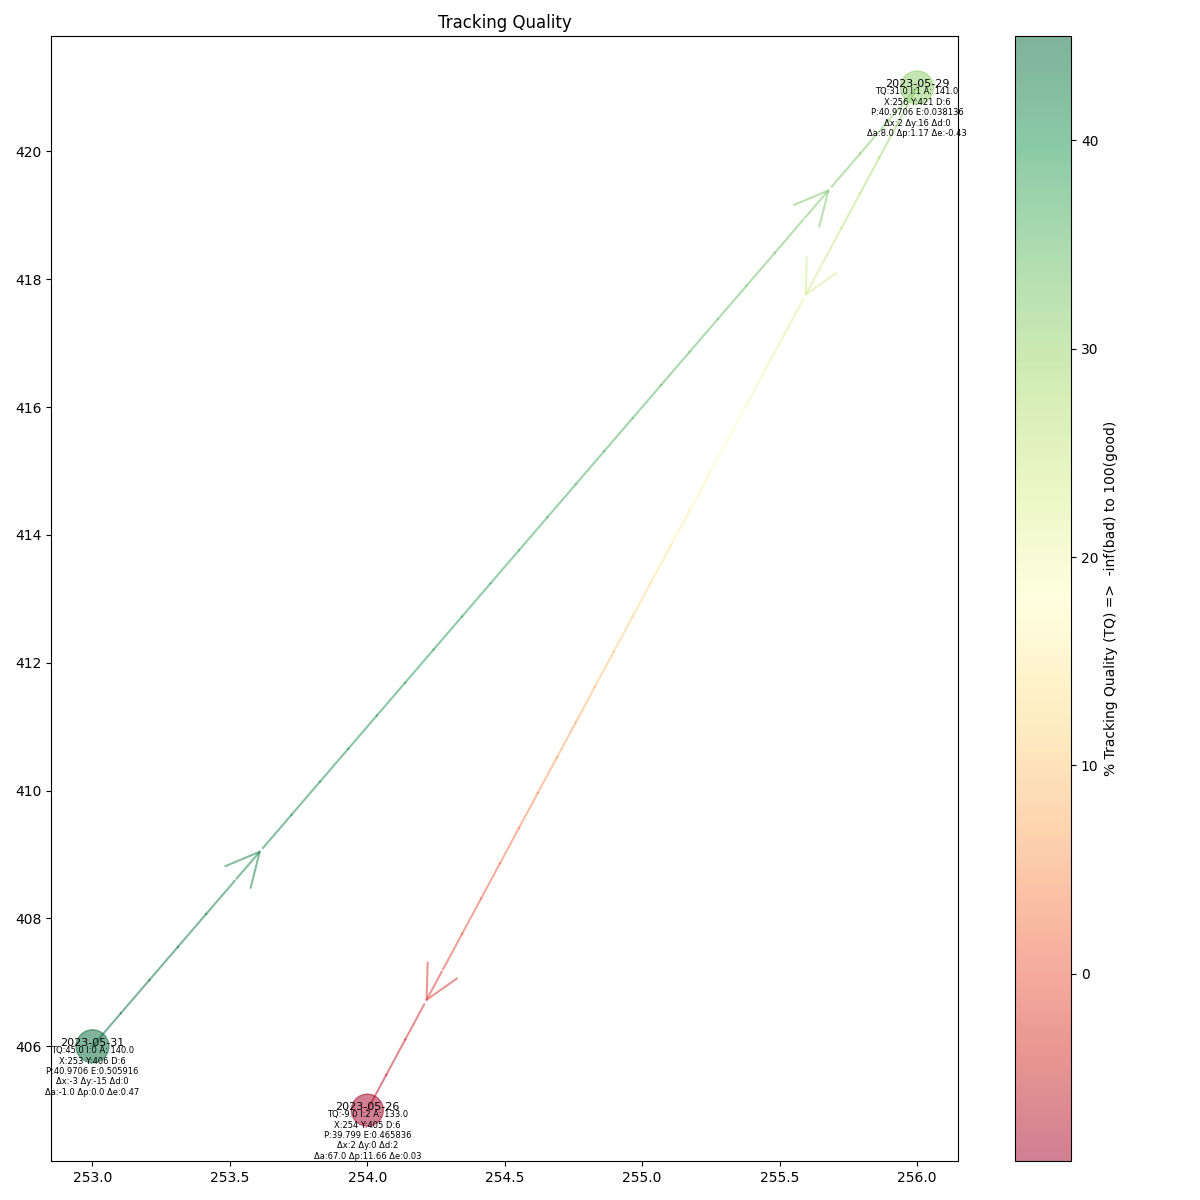 Tracking Quality
2023-05-29
TQ:31.0 I:1 A: 141.0
X:256 Y:421 D:6
P:40.9706 E:0.038136
Δx:2 Δy:16 Δd:0
Δa:8.0 Δp:1.17 Δe:-0.43
2023-05-31
TQ:45.0 I:0 A: 140.0
X:253 Y:406 D:6
P:40.9706 E:0.505916
Δx:-3 Δy:-15 Δd:0
Δa:-1.0 Δp:0.0 Δe:0.47
2023-05-26
TQ:-9.0 I:2 A: 133.0
X:254 Y:405 D:6
P:39.799 E:0.465836
Δx:2 Δy:0 Δd:2
Δa:67.0 Δp:11.66 Δe:0.03
420
418
416
414
412
410
408
406
253.0 253.5 254.0 254.5 255.0 255.5 256.0
40
30
20
10
0
% Tracking Quality (TQ) => -inf(bad) to 100(good)